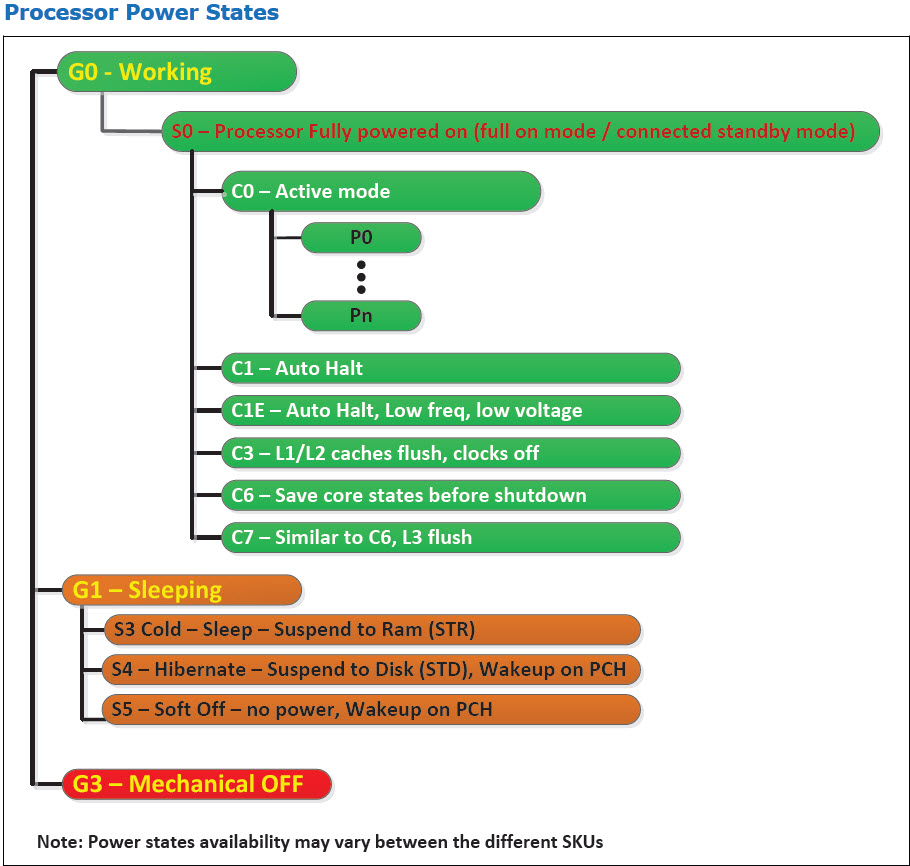 Processor Power States
G0 - Working
S0 – Processor Fully powered on (full on mode / connected standby mode)
C0 – Active mode
P0
Pn
C1 – Auto Halt
C1E – Auto Halt, Low freq, low voltage
C3 – L1/L2 caches flush, clocks off
C6 – Save core states before shutdown
C7 – Similar to C6, L3 flush
G1 – Sleeping
S3 Cold – Sleep – Suspend to Ram (STR)
S4 – Hibernate – Suspend to Disk (STD), Wakeup on PCH
S5 – Soft Off – no power, Wakeup on PCH
G3 – Mechanical OFF
Note: Power states availability may vary between the different SKUs